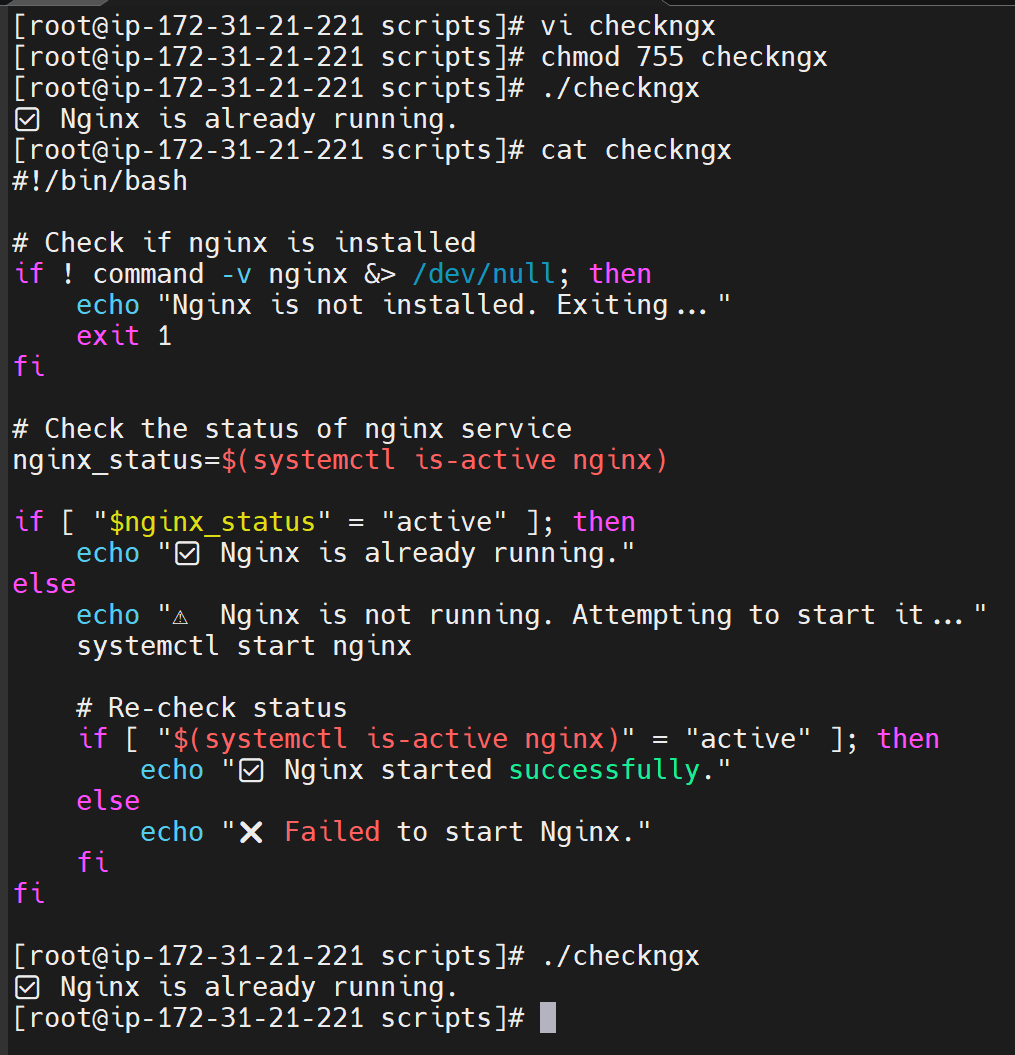 [root@ip-172-31-21-221 scripts]# vi checkngx
[root@ip-172-31-21-221 scripts]# chmod 755 checkngx
[root@ip-172-31-21-221 scripts]# ./checkngx
☑ Nginx is already running.
[root@ip-172-31-21-221 scripts]# cat checkngx
#!/bin/bash

# Check if nginx is installed
if ! command -v nginx &> /dev/null; then
    echo "Nginx is not installed. Exiting..."
    exit 1
fi

# Check the status of nginx service
nginx_status=$(systemctl is-active nginx)

if [ "$nginx_status" = "active" ]; then
    echo "☑ Nginx is already running."
else
    echo "⚠  Nginx is not running. Attempting to start it..."
    systemctl start nginx

    # Re-check status
    if [ "$(systemctl is-active nginx)" = "active" ]; then
        echo "☑ Nginx started successfully."
    else
        echo "❌ Failed to start Nginx."
    fi
fi

[root@ip-172-31-21-221 scripts]# ./checkngx
☑ Nginx is already running.
[root@ip-172-31-21-221 scripts]#